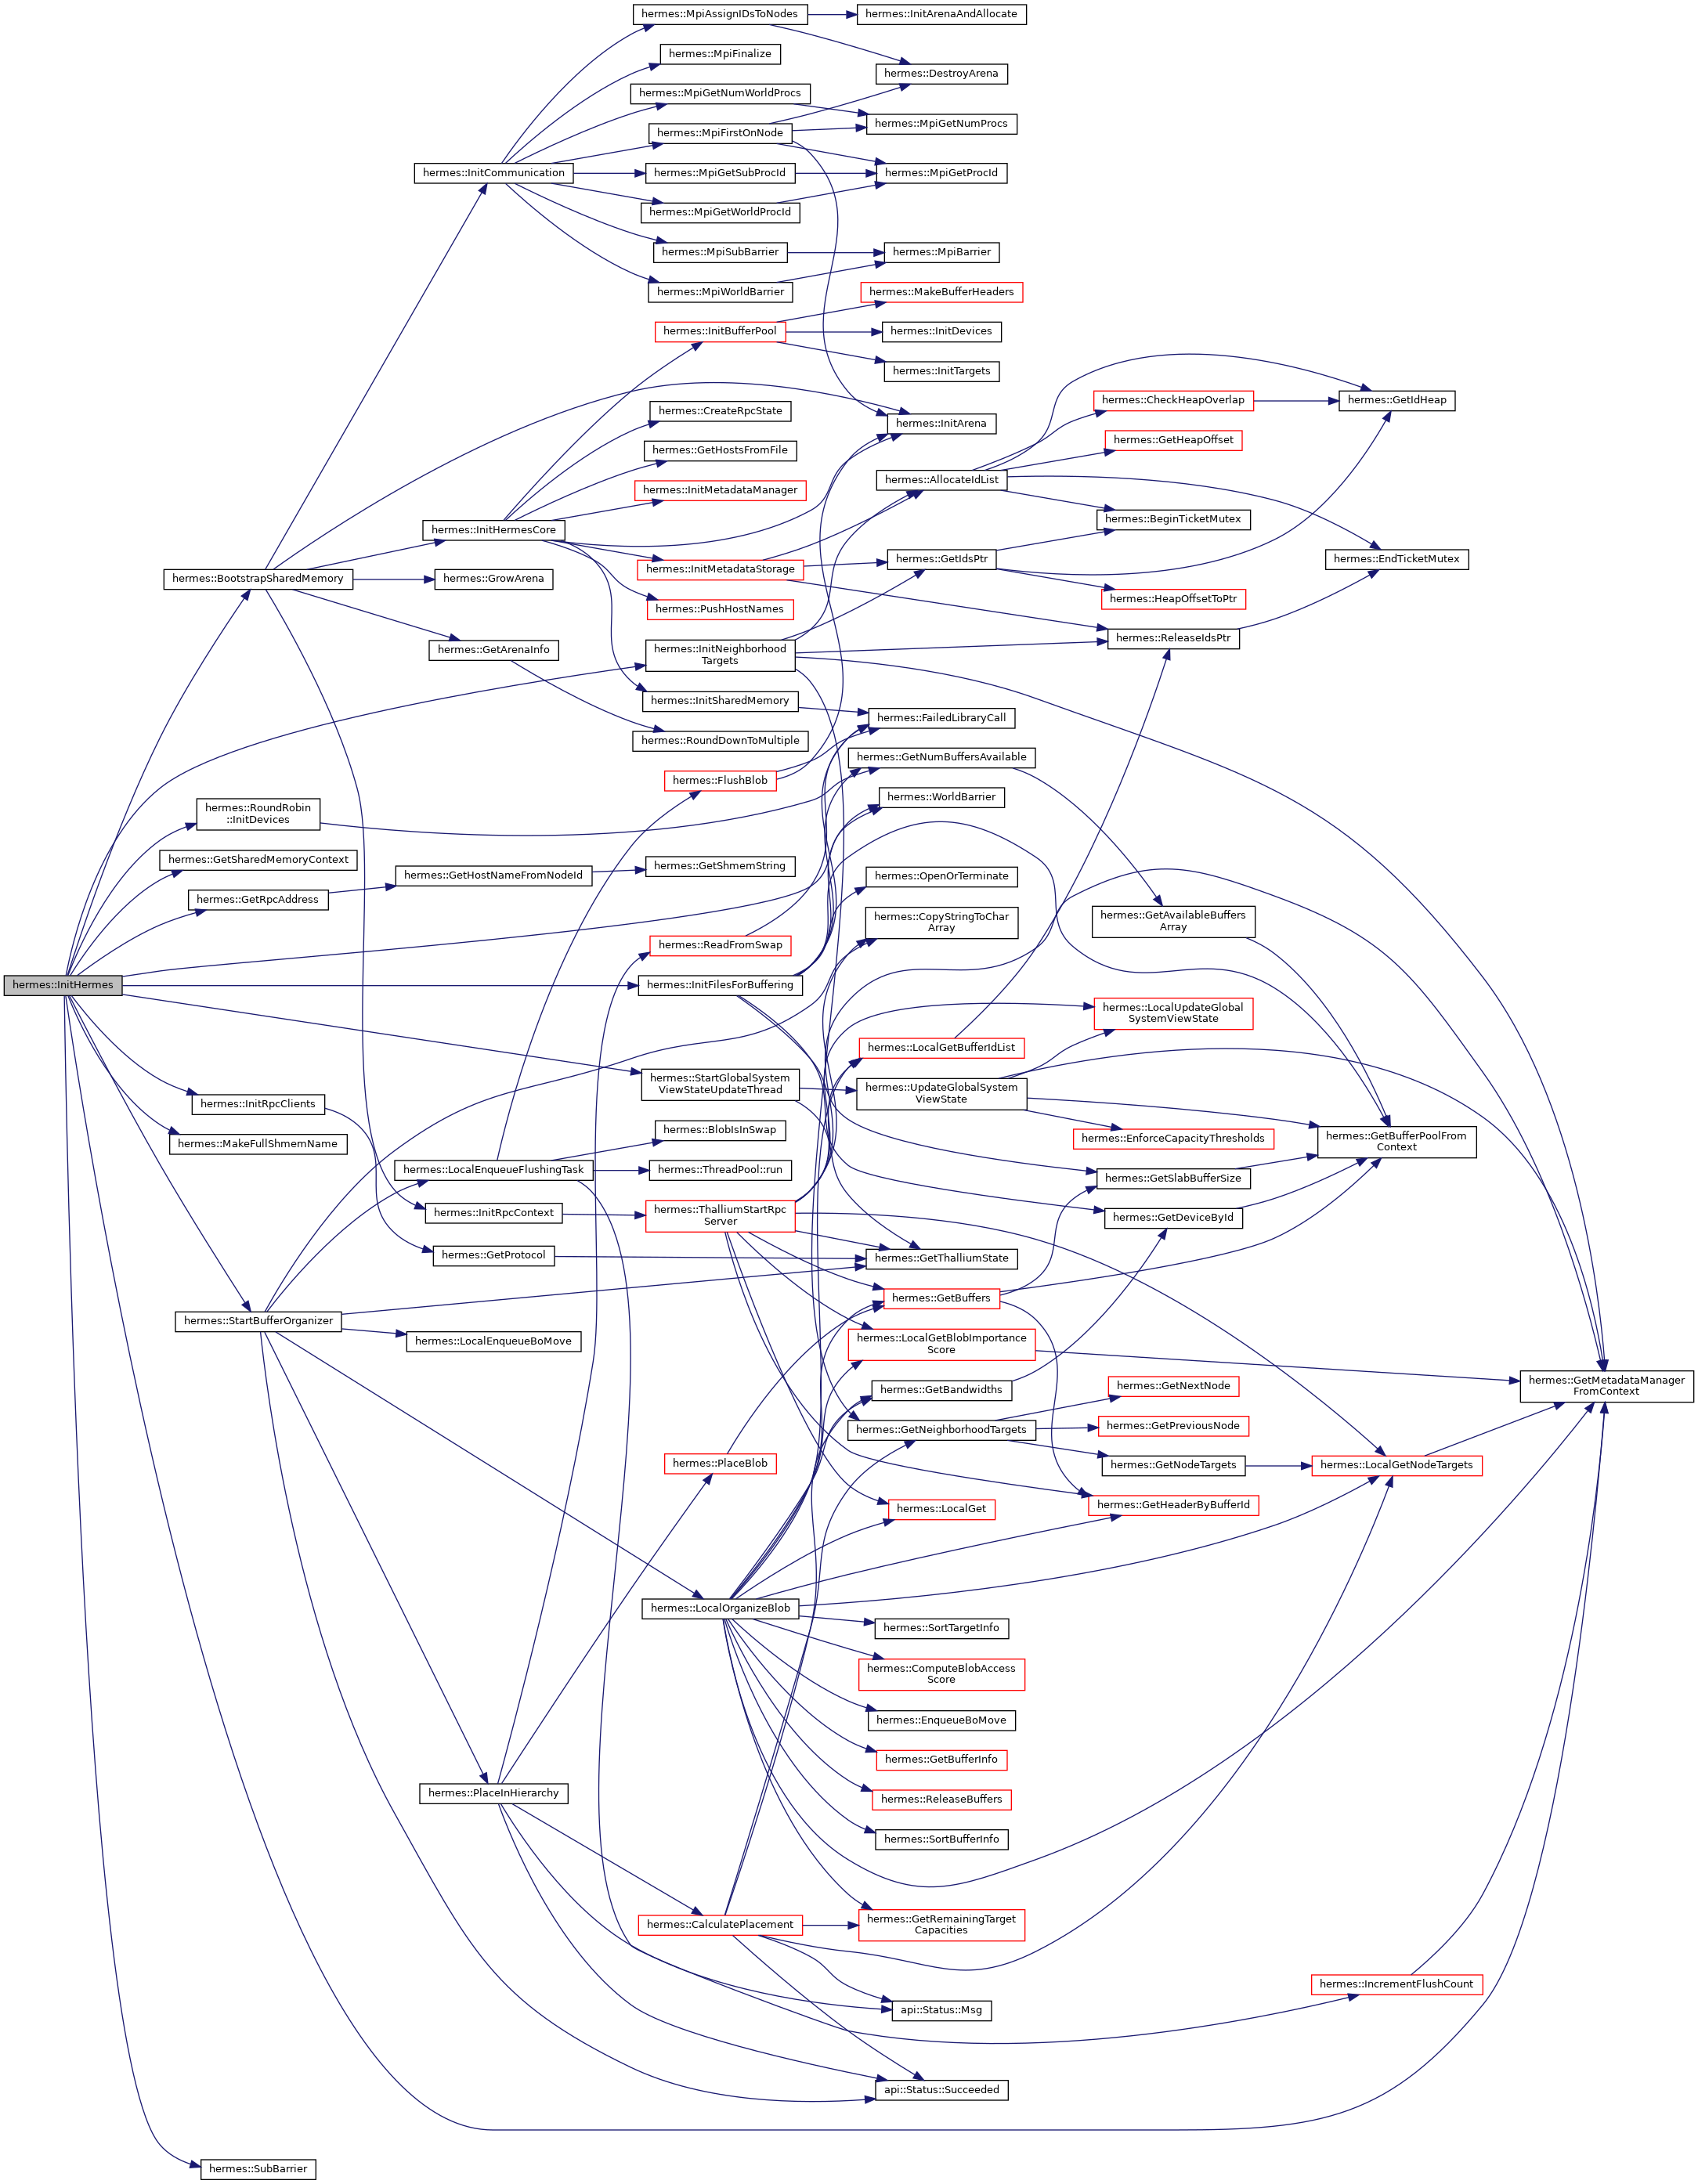 hermes::MpiAssignIDsToNodes
hermes::InitArenaAndAllocate
hermes::MpiFinalize
hermes::DestroyArena
hermes::MpiGetNumWorldProcs
hermes::MpiGetNumProcs
hermes::MpiFirstOnNode
hermes::InitCommunication
hermes::MpiGetSubProcId
hermes::MpiGetProcId
hermes::MpiGetWorldProcId
hermes::MpiSubBarrier
hermes::MpiBarrier
hermes::MpiWorldBarrier
hermes::MakeBufferHeaders
hermes::InitBufferPool
hermes::InitDevices
hermes::InitTargets
hermes::CheckHeapOverlap
hermes::GetIdHeap
hermes::CreateRpcState
hermes::InitArena
hermes::GetHeapOffset
hermes::GetHostsFromFile
hermes::AllocateIdList
hermes::InitMetadataManager
hermes::BeginTicketMutex
hermes::InitHermesCore
hermes::GetIdsPtr
hermes::EndTicketMutex
hermes::InitMetadataStorage
hermes::BootstrapSharedMemory
hermes::GrowArena
hermes::HeapOffsetToPtr
hermes::PushHostNames
hermes::ReleaseIdsPtr
hermes::GetArenaInfo
hermes::InitNeighborhood
Targets
hermes::InitSharedMemory
hermes::FailedLibraryCall
hermes::RoundDownToMultiple
hermes::GetNumBuffersAvailable
hermes::FlushBlob
hermes::WorldBarrier
hermes::RoundRobin
::InitDevices
hermes::GetSharedMemoryContext
hermes::GetShmemString
hermes::GetHostNameFromNodeId
hermes::OpenOrTerminate
hermes::GetRpcAddress
hermes::CopyStringToChar
Array
hermes::GetAvailableBuffers
Array
hermes::ReadFromSwap
hermes::InitHermes
hermes::InitFilesForBuffering
hermes::LocalUpdateGlobal
SystemViewState
hermes::LocalGetBufferIdList
hermes::StartGlobalSystem
ViewStateUpdateThread
hermes::UpdateGlobalSystem
ViewState
hermes::InitRpcClients
hermes::BlobIsInSwap
hermes::EnforceCapacityThresholds
hermes::GetBufferPoolFrom
Context
hermes::MakeFullShmemName
hermes::LocalEnqueueFlushingTask
hermes::ThreadPool::run
hermes::GetSlabBufferSize
hermes::InitRpcContext
hermes::ThalliumStartRpc
Server
hermes::GetDeviceById
hermes::GetProtocol
hermes::GetThalliumState
hermes::GetBuffers
hermes::StartBufferOrganizer
hermes::LocalEnqueueBoMove
hermes::LocalGetBlobImportance
Score
hermes::GetBandwidths
hermes::GetNextNode
hermes::GetMetadataManager
FromContext
hermes::GetNeighborhoodTargets
hermes::GetPreviousNode
hermes::PlaceBlob
hermes::GetNodeTargets
hermes::LocalGetNodeTargets
hermes::LocalGet
hermes::GetHeaderByBufferId
hermes::LocalOrganizeBlob
hermes::SortTargetInfo
hermes::ComputeBlobAccess
Score
hermes::EnqueueBoMove
hermes::GetBufferInfo
hermes::PlaceInHierarchy
hermes::ReleaseBuffers
hermes::SortBufferInfo
hermes::CalculatePlacement
hermes::GetRemainingTarget
Capacities
hermes::IncrementFlushCount
api::Status::Msg
api::Status::Succeeded
hermes::SubBarrier